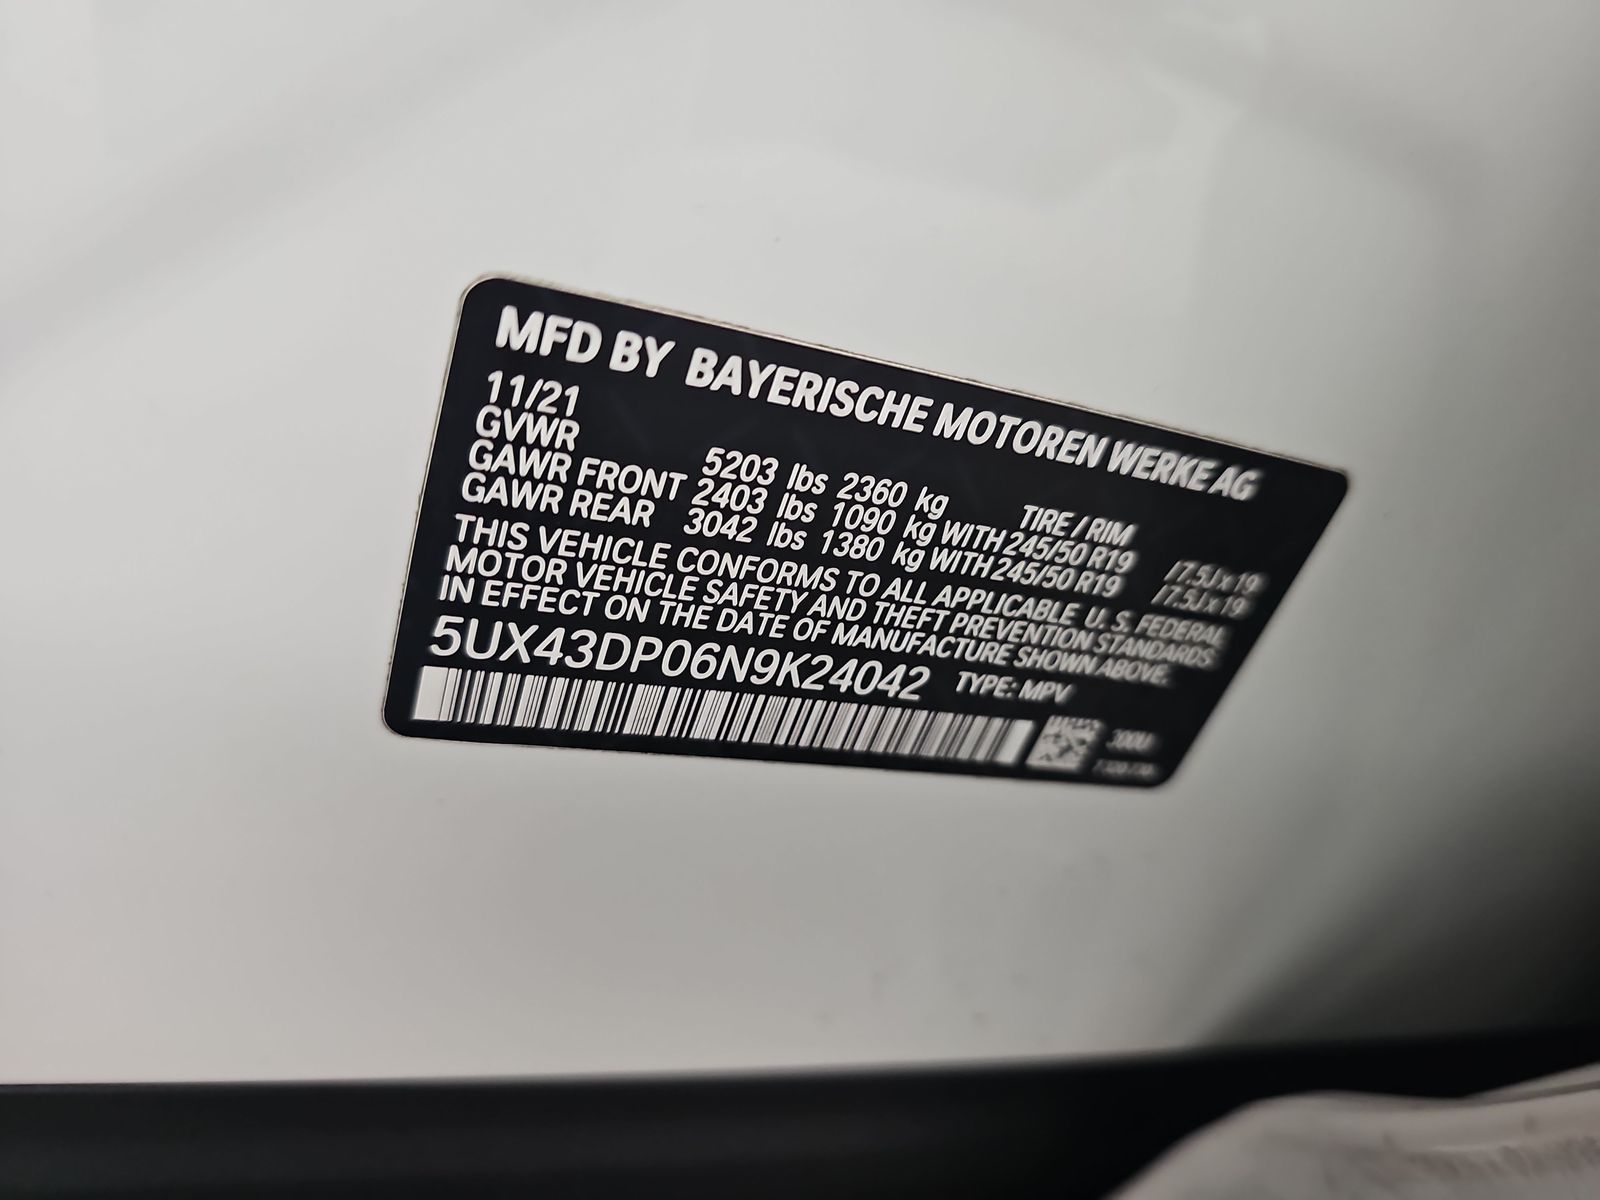 MFD BY BAYERISCHE MOTOREN WERKE AG
11/21
GVWR 5203 lbs 2360 kg TIRE / RIM
GAWR FRONT 2403 lbs 1090 kg WITH 245/50 R19 /7.5Jx19
GAWR REAR 3042 lbs 1380 kg WITH 245/50 R19 /7.5Jx19
THIS VEHICLE CONFORMS TO ALL APPLICABLE U. S. FEDERAL
MOTOR VEHICLE SAFETY AND THEFT PREVENTION STANDARDS
IN EFFECT ON THE DATE OF MANUFACTURE SHOWN ABOVE.
5UX43DP06N9K24042 TYPE: MPV